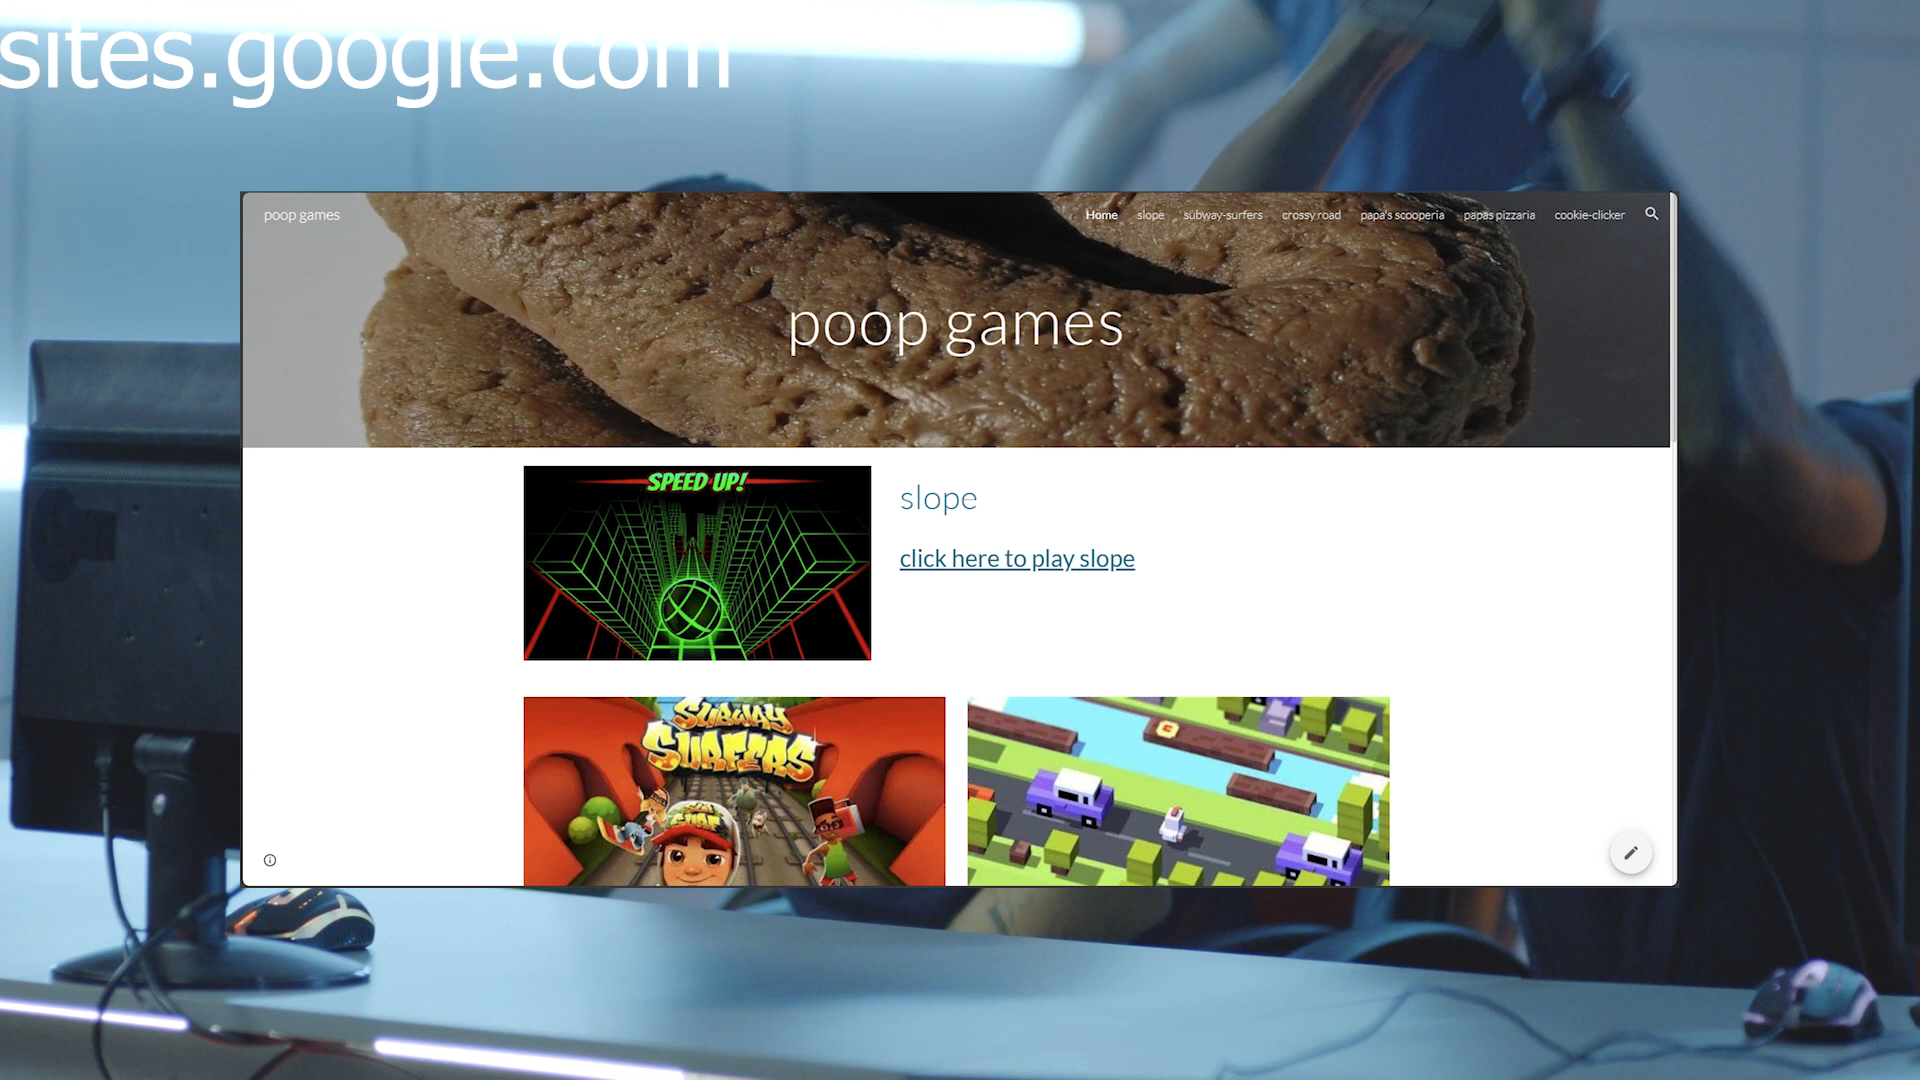 sites.google.com
poop games
Home slope subway-surfers crossy road papa's scooperia papas pizzaria cookie-clicker
poop games
SPEED UP!
slope
click here to play slope
SUBWAY
SURFERS